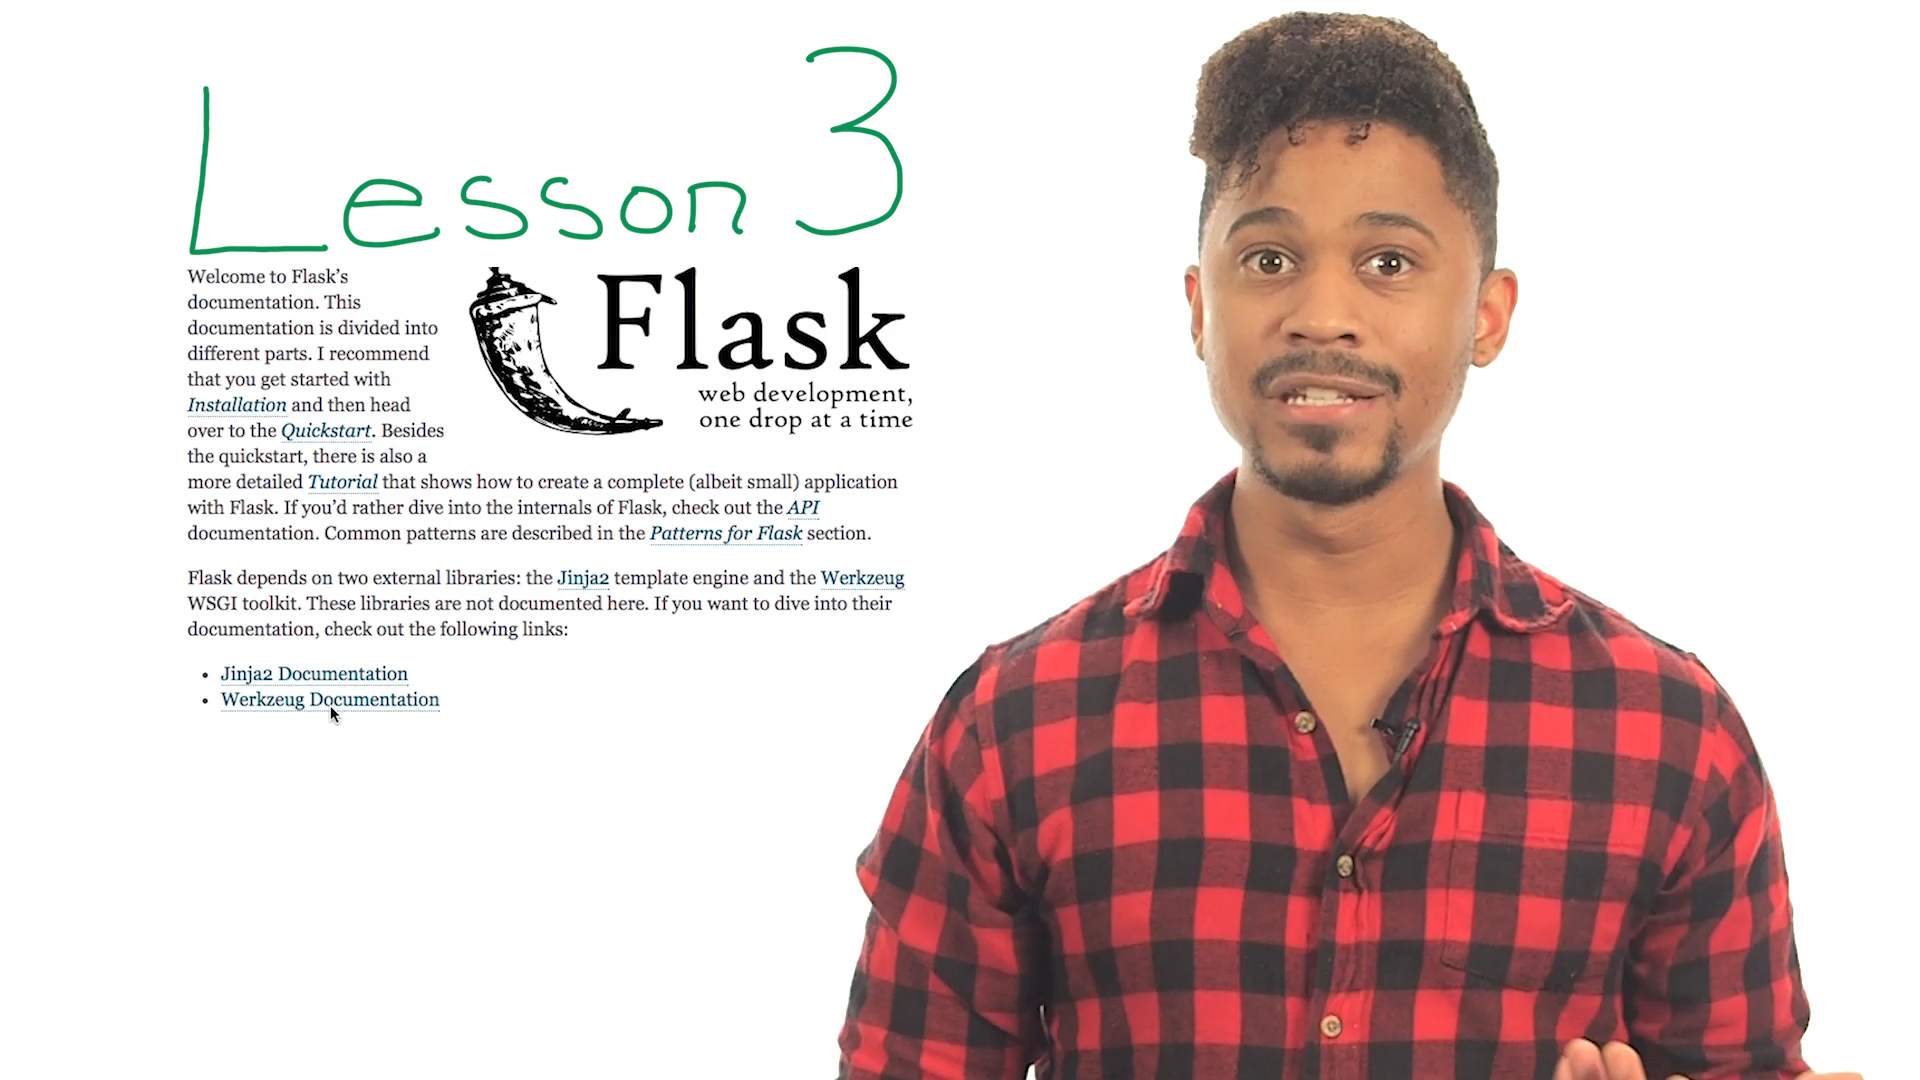 Lesson 3
Welcome to Flask's
documentation. This
documentation is divided into
different parts. I recommend
that you get started with
Installation and then head
over to the Quickstart. Besides
the quickstart, there is also a
Flask
web development,
one drop at a time
more detailed Tutorial that shows how to create a complete (albeit small) application
with Flask. If you'd rather dive into the internals of Flask, check out the API
documentation. Common patterns are described in the Patterns for Flask section.
Flask depends on two external libraries: the Jinja2 template engine and the Werkzeug
WSGI toolkit. These libraries are not documented here. If you want to dive into their
documentation, check out the following links:
• Jinja2 Documentation
• Werkzeug Documentation